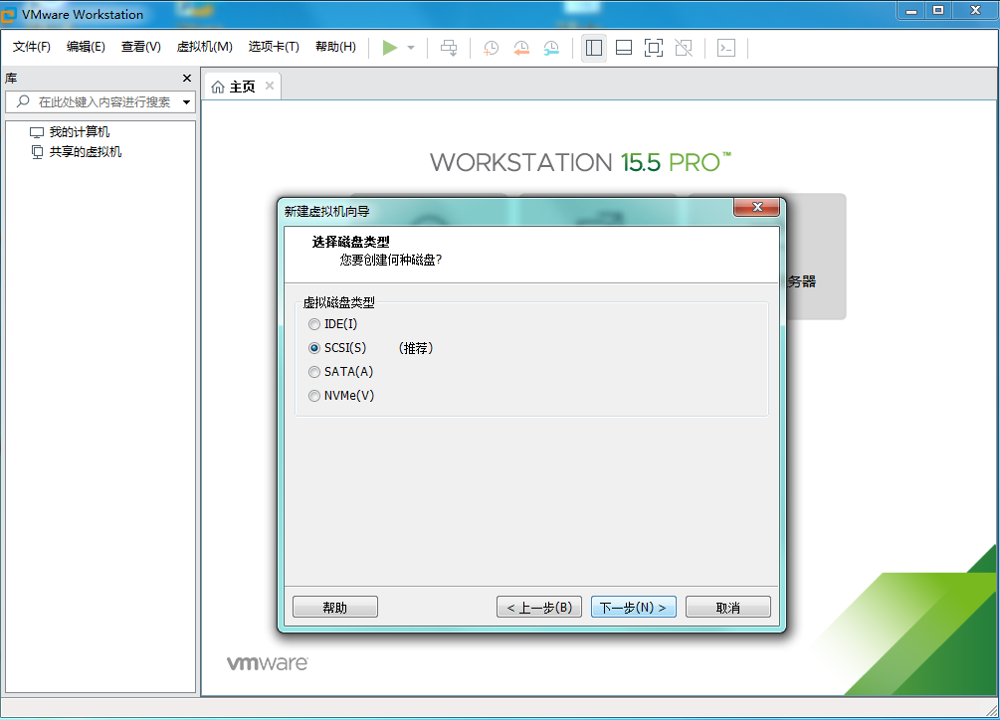 VMware Workstation
文件(F) 编辑(E) 查看(V) 虚拟机(M) 选项卡(T) 帮助(H)
库
主页
在此处键入内容进行搜索
我的计算机
共享的虚拟机
WORKSTATION 15.5 PRO™
新建虚拟机向导
选择磁盘类型
您要创建何种磁盘?
务器
虚拟磁盘类型
IDE(I)
SCSI(S) (推荐)
SATA(A)
NVMe(V)
帮助 < 上一步(B) 下一步(N) > 取消
vmware